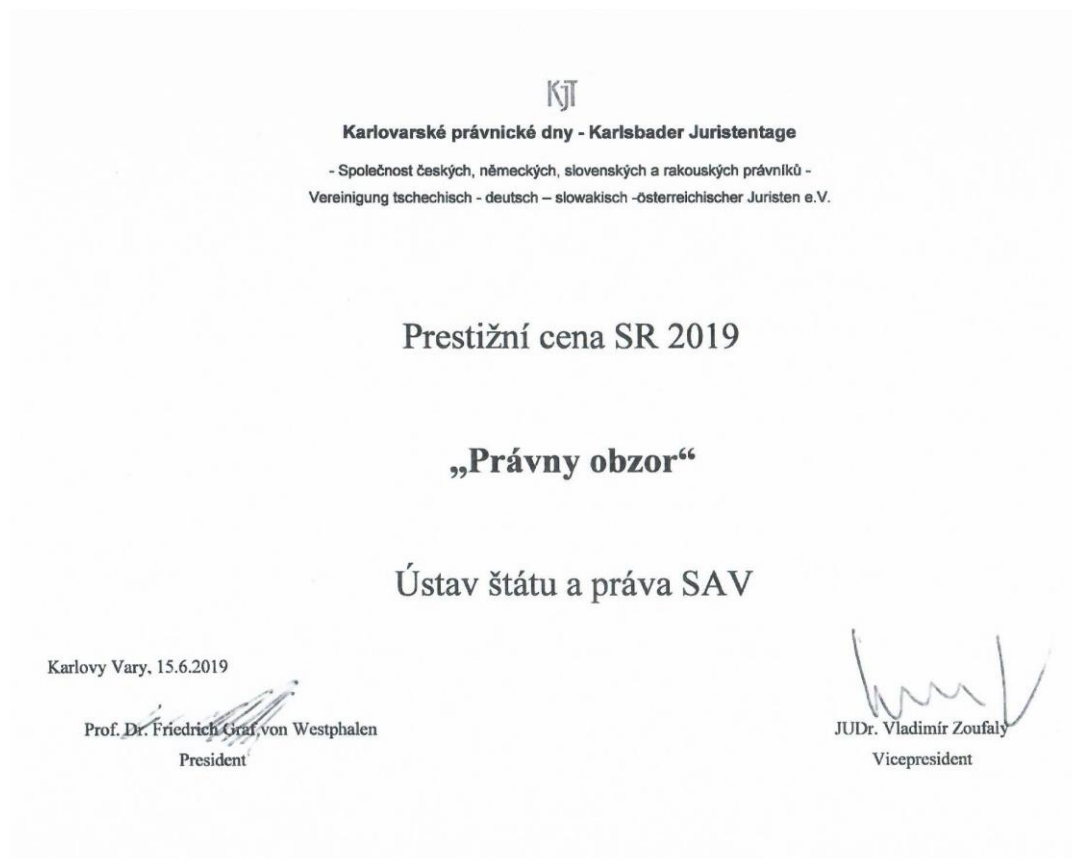 KjT
Karlovarské právnické dny - Karlsbader Juristentage
- Společnost českých, německých, slovenských a rakouských právníků -
Vereinigung tschechisch - deutsch – slowakisch -österreichischer Juristen e.V.
Prestižní cena SR 2019
„Právny obzor“
Ústav štátu a práva SAV
Karlovy Vary, 15.6.2019
Prof. Dr. Friedrich Graf von Westphalen
President
JUDr. Vladimír Zoufalý
Vicepresident